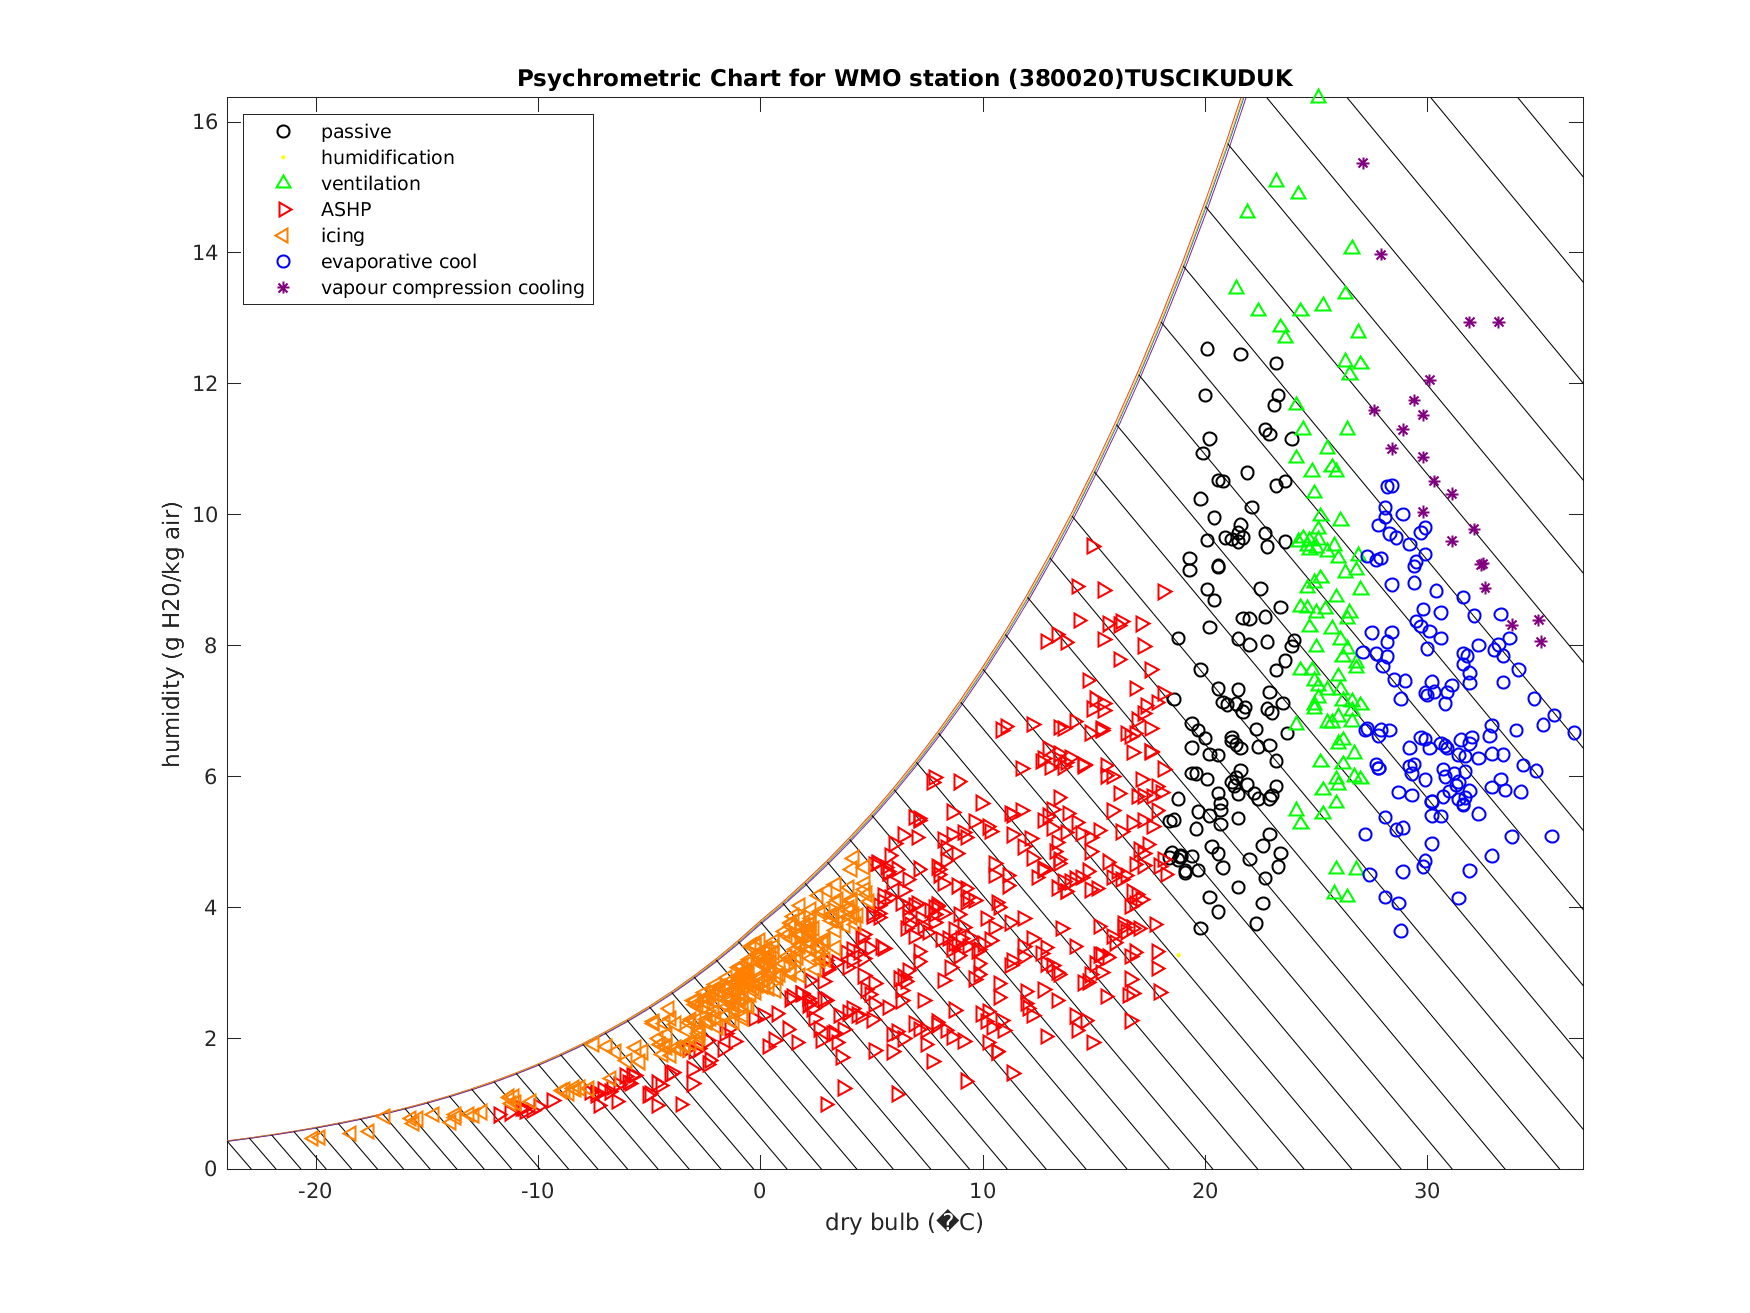 Psychrometric Chart for WMO station (380020)TUSCIKUDUK
passive
humidification
ventilation
ASHP
icing
evaporative cool
vapour compression cooling
humidity (g H20/kg air)
16
14
12
10
8
6
4
2
0
-20
-10
0
10
20
30
dry bulb (�C)